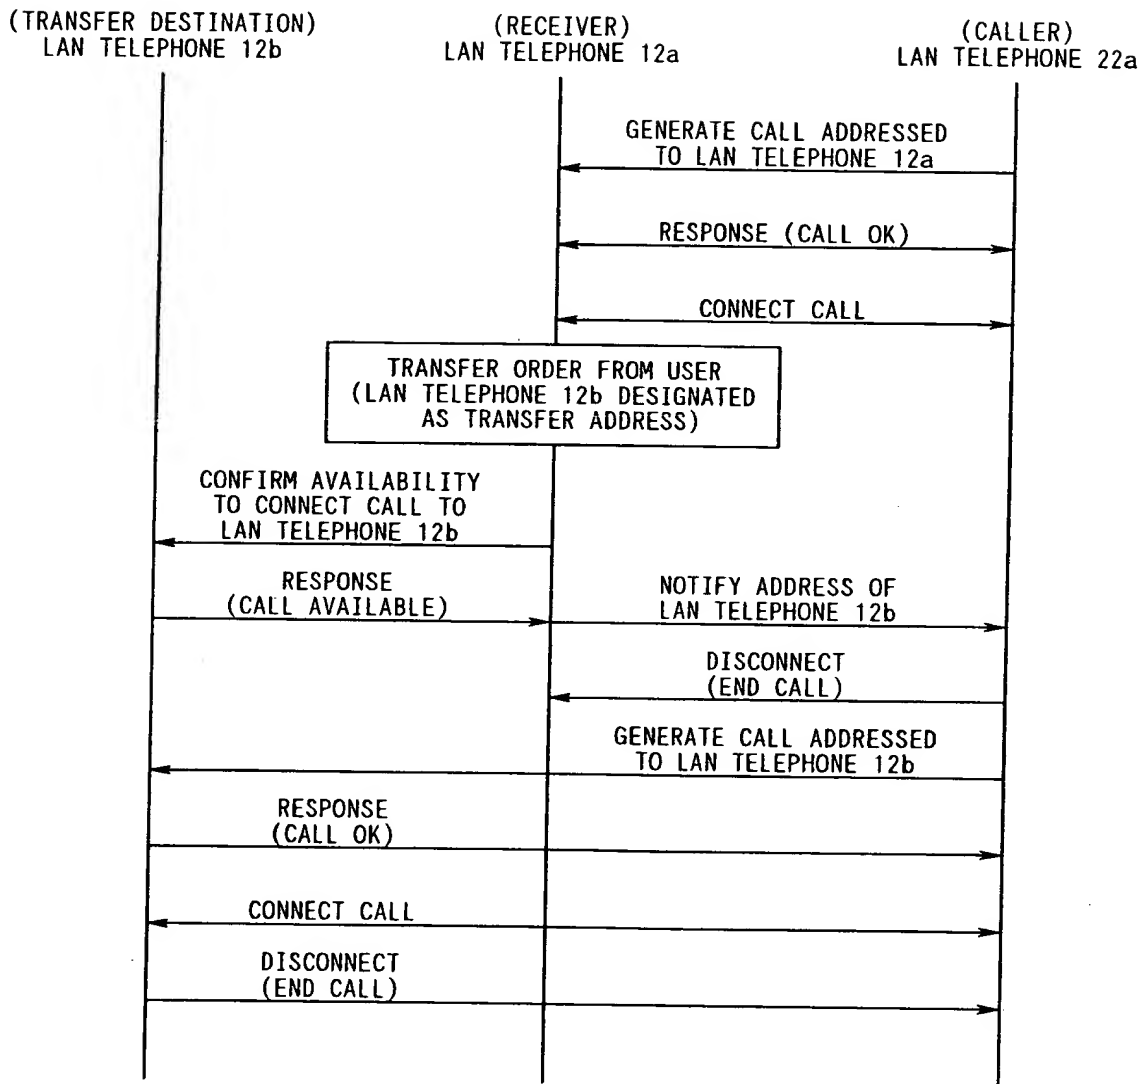 (TRANSFER DESTINATION)
LAN TELEPHONE 12b
(RECEIVER)
LAN TELEPHONE 12a
(CALLER)
LAN TELEPHONE 22a
GENERATE CALL ADDRESSED
TO LAN TELEPHONE 12a
RESPONSE (CALL OK)
CONNECT CALL
TRANSFER ORDER FROM USER
(LAN TELEPHONE 12b DESIGNATED
AS TRANSFER ADDRESS)
CONFIRM AVAILABILITY
TO CONNECT CALL TO
LAN TELEPHONE 12b
RESPONSE
(CALL AVAILABLE)
NOTIFY ADDRESS OF
LAN TELEPHONE 12b
DISCONNECT
(END CALL)
GENERATE CALL ADDRESSED
TO LAN TELEPHONE 12b
RESPONSE
(CALL OK)
CONNECT CALL
DISCONNECT
(END CALL)